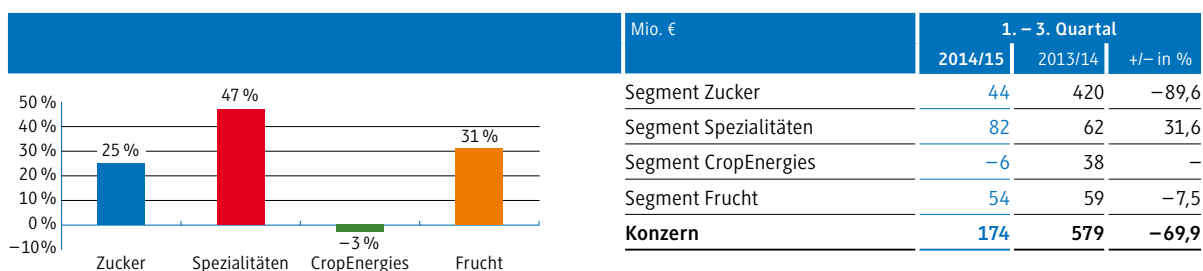 Mio. € 1. – 3. Quartal
2014/15 2013/14 +/– in %
Segment Zucker 44 420 –89,6
Segment Spezialitäten 82 62 31,6
Segment CropEnergies –6 38 –
Segment Frucht 54 59 –7,5
Konzern 174 579 –69,9
50 %
40 %
30 %
20 %
10 %
0 %
–10%
25 %
47 %
–3 %
31 %
Zucker Spezialitäten CropEnergies Frucht